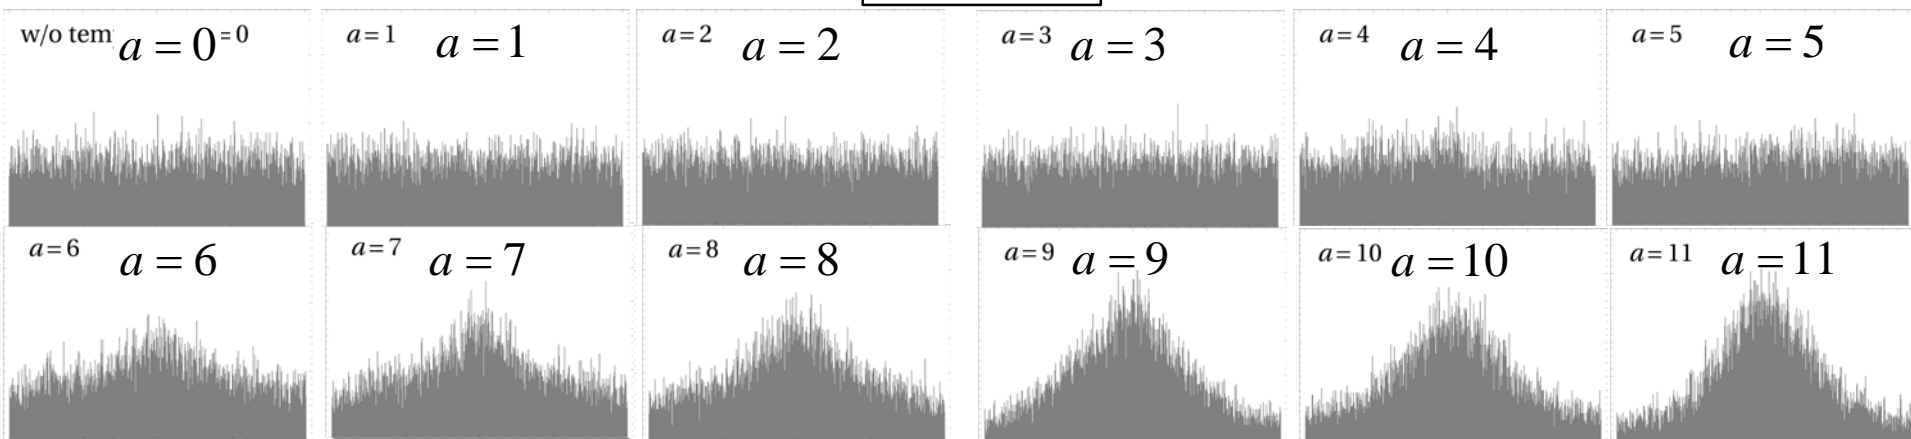 w/o tem a = 0 =0
a=1 a = 1
a=2 a = 2
a=3 a = 3
a=4 a = 4
a=5 a = 5
a=6 a = 6
a=7 a = 7
a=8 a = 8
a=9 a = 9
a=10 a = 10
a=11 a = 11